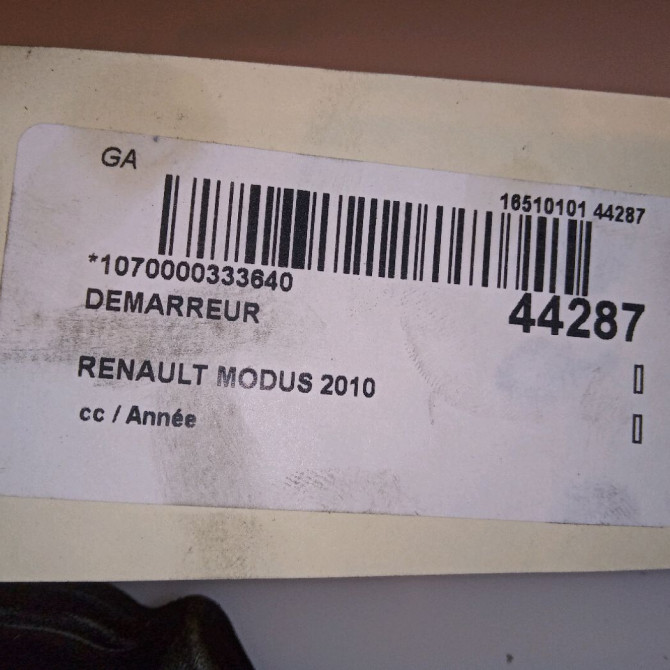 GA
16510101 44287
*1070000333640
44287
DEMARREUR
RENAULT MODUS 2010
cc / Année